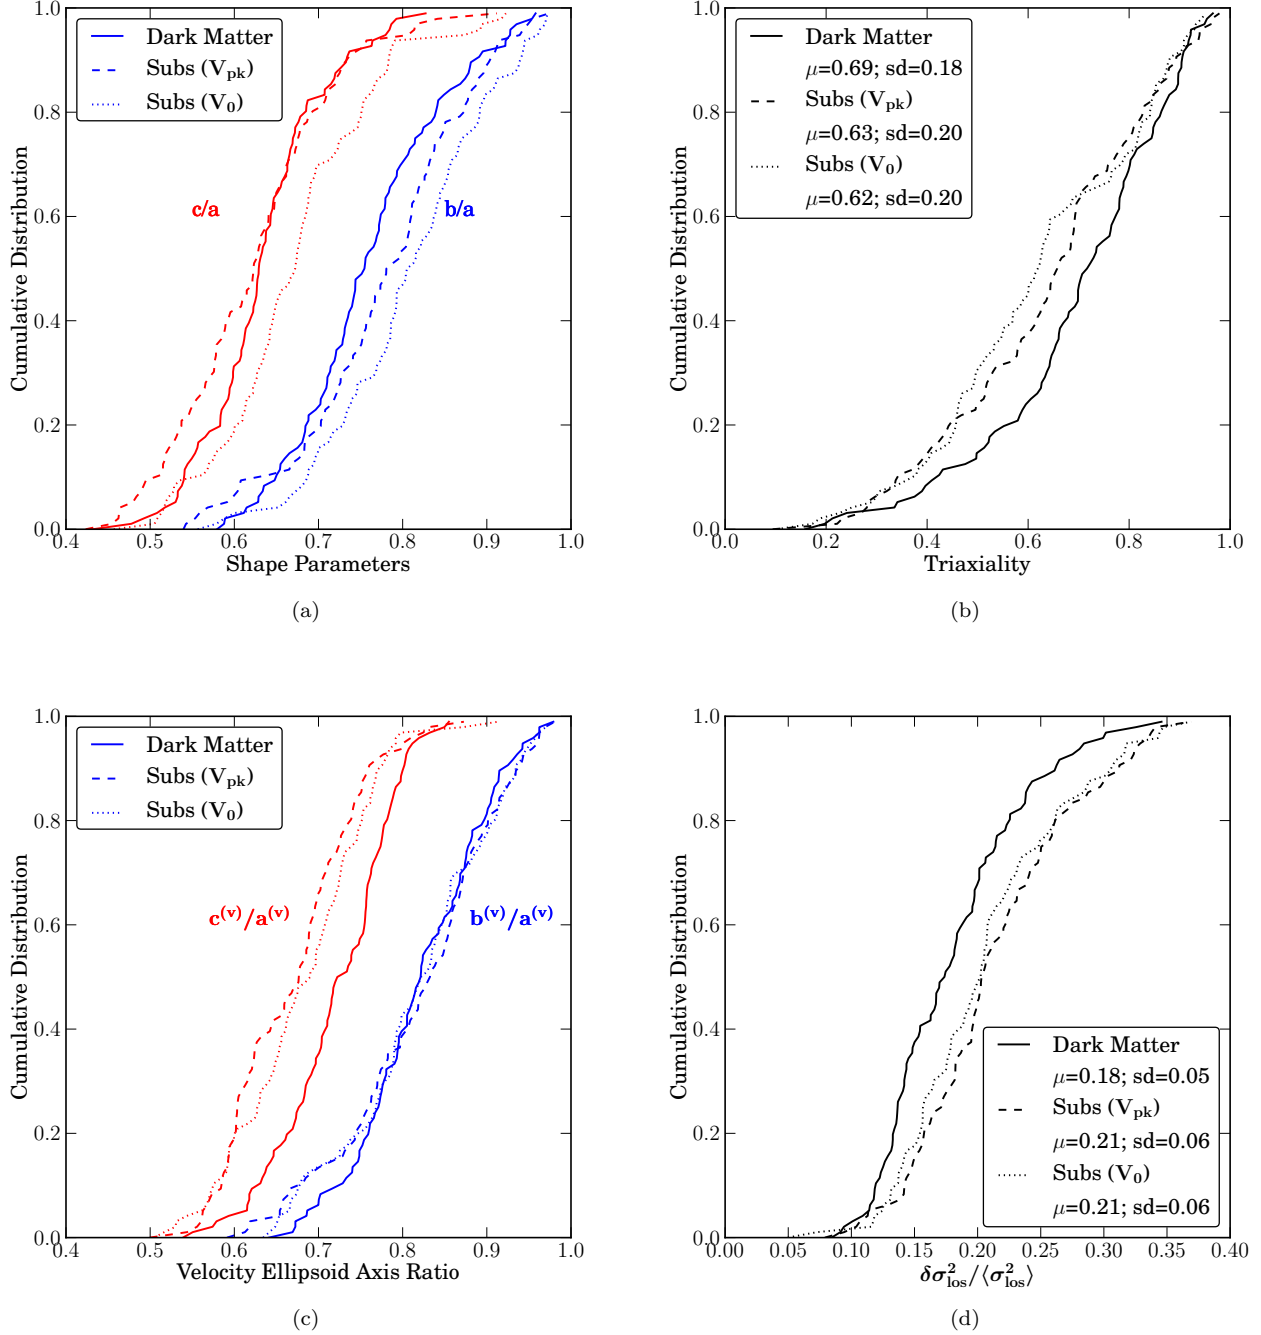 Dark Matter
Subs (V_pk)
Subs (V_0)
c/a
b/a
Cumulative Distribution
0.0 0.2 0.4 0.6 0.8 1.0
0.4 0.5 0.6 0.7 0.8 0.9 1.0
Shape Parameters
(a)
Dark Matter
μ=0.69; sd=0.18
Subs (V_pk)
μ=0.63; sd=0.20
Subs (V_0)
μ=0.62; sd=0.20
Cumulative Distribution
0.0 0.2 0.4 0.6 0.8 1.0
0.0 0.2 0.4 0.6 0.8 1.0
Triaxiality
(b)
Dark Matter
Subs (V_pk)
Subs (V_0)
c^(v)/a^(v)
b^(v)/a^(v)
Cumulative Distribution
0.0 0.2 0.4 0.6 0.8 1.0
0.4 0.5 0.6 0.7 0.8 0.9 1.0
Velocity Ellipsoid Axis Ratio
(c)
Dark Matter
μ=0.18; sd=0.05
Subs (V_pk)
μ=0.21; sd=0.06
Subs (V_0)
μ=0.21; sd=0.06
Cumulative Distribution
0.0 0.2 0.4 0.6 0.8 1.0
0.00 0.05 0.10 0.15 0.20 0.25 0.30 0.35 0.40
δσ²_los/⟨σ²_los⟩
(d)